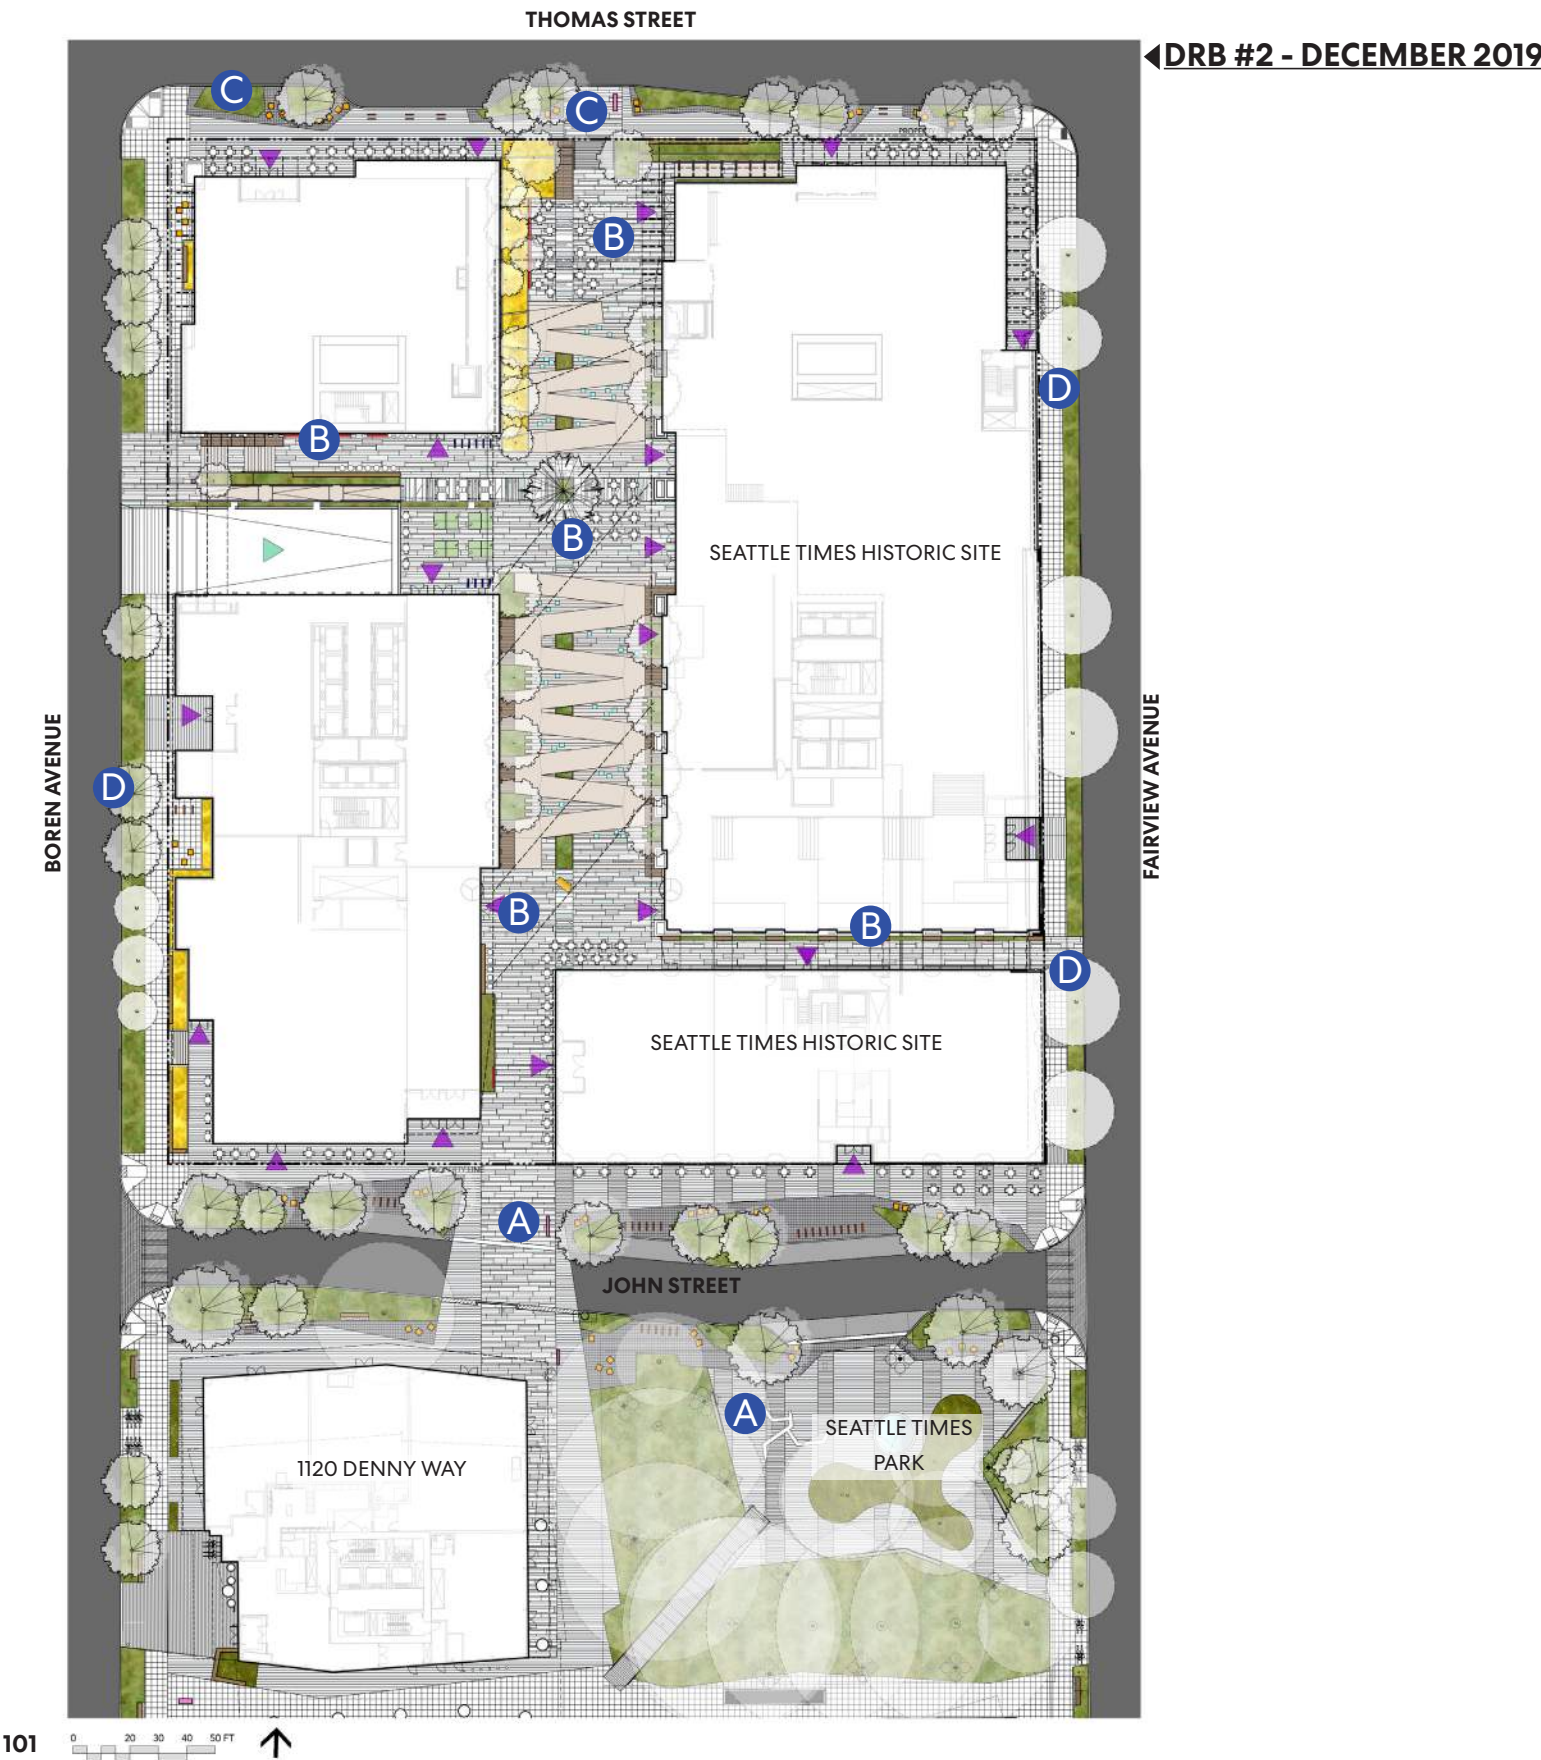 THOMAS STREET
◀DRB #2 - DECEMBER 2019
C
C
B
D
B
B
SEATTLE TIMES HISTORIC SITE
BOREN AVENUE
FAIRVIEW AVENUE
D
B
B
D
SEATTLE TIMES HISTORIC SITE
A
JOHN STREET
A
SEATTLE TIMES
PARK
1120 DENNY WAY
101
0 20 30 40 50 FT